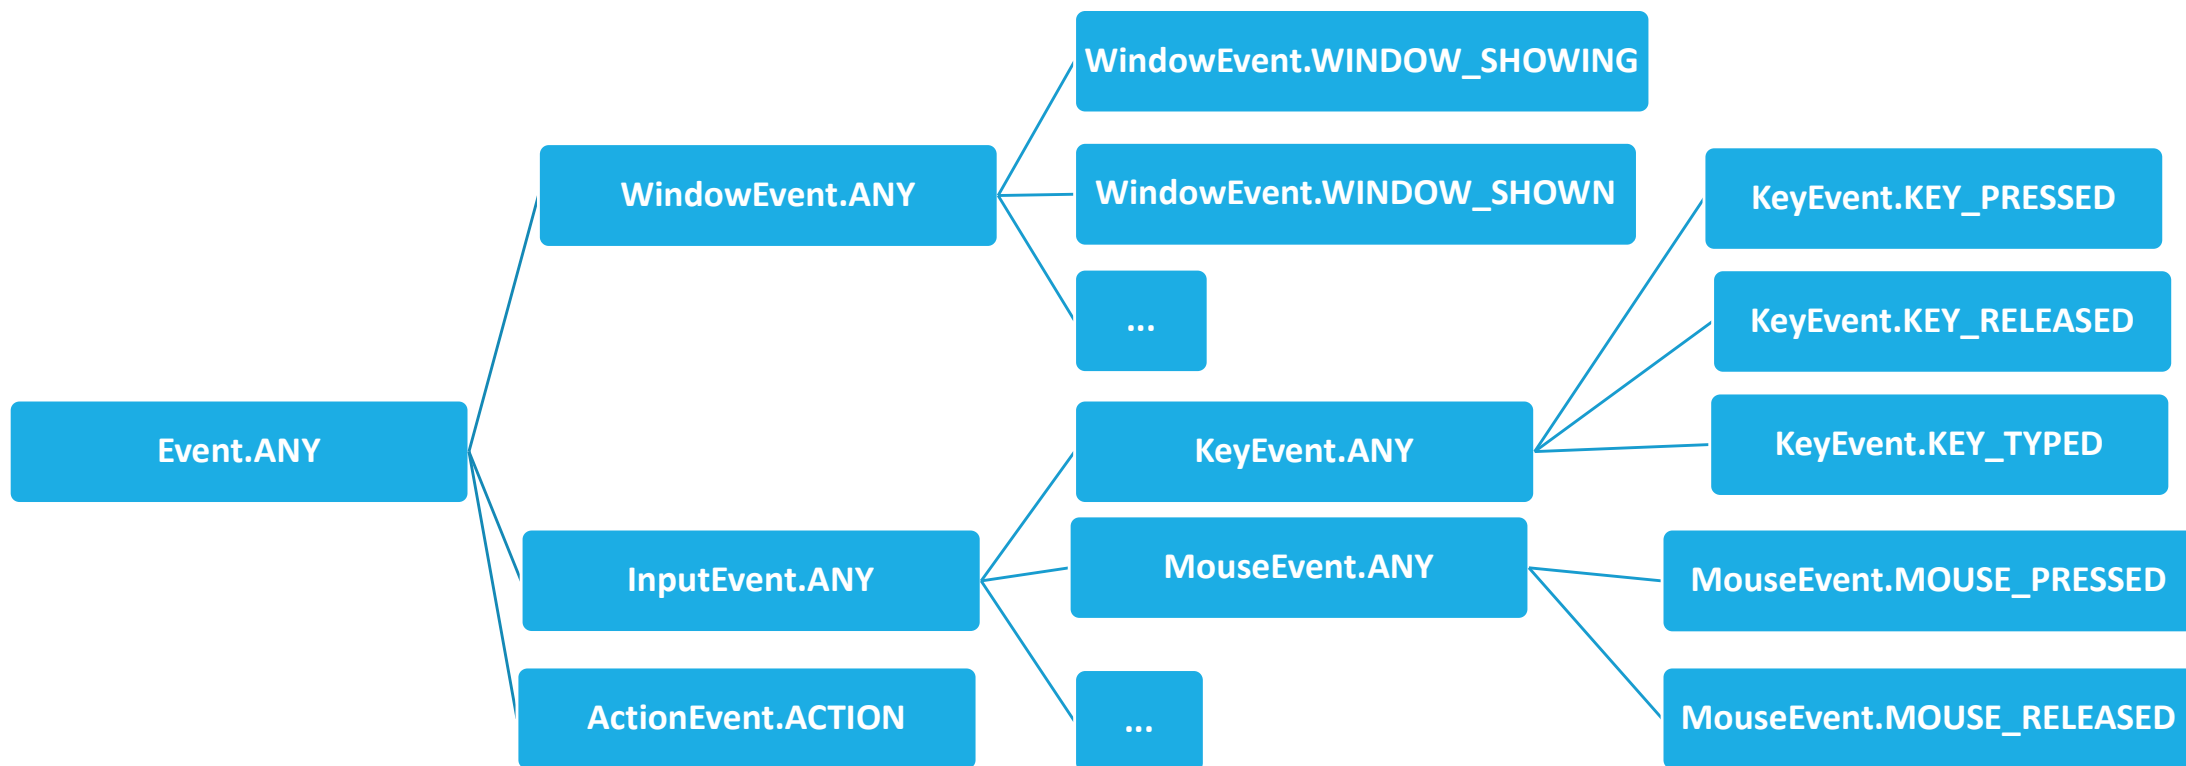 WindowEvent.WINDOW_SHOWING
WindowEvent.ANY
WindowEvent.WINDOW_SHOWN
KeyEvent.KEY_PRESSED
...
KeyEvent.KEY_RELEASED
Event.ANY
KeyEvent.ANY
KeyEvent.KEY_TYPED
InputEvent.ANY
MouseEvent.ANY
MouseEvent.MOUSE_PRESSED
ActionEvent.ACTION
...
MouseEvent.MOUSE_RELEASED